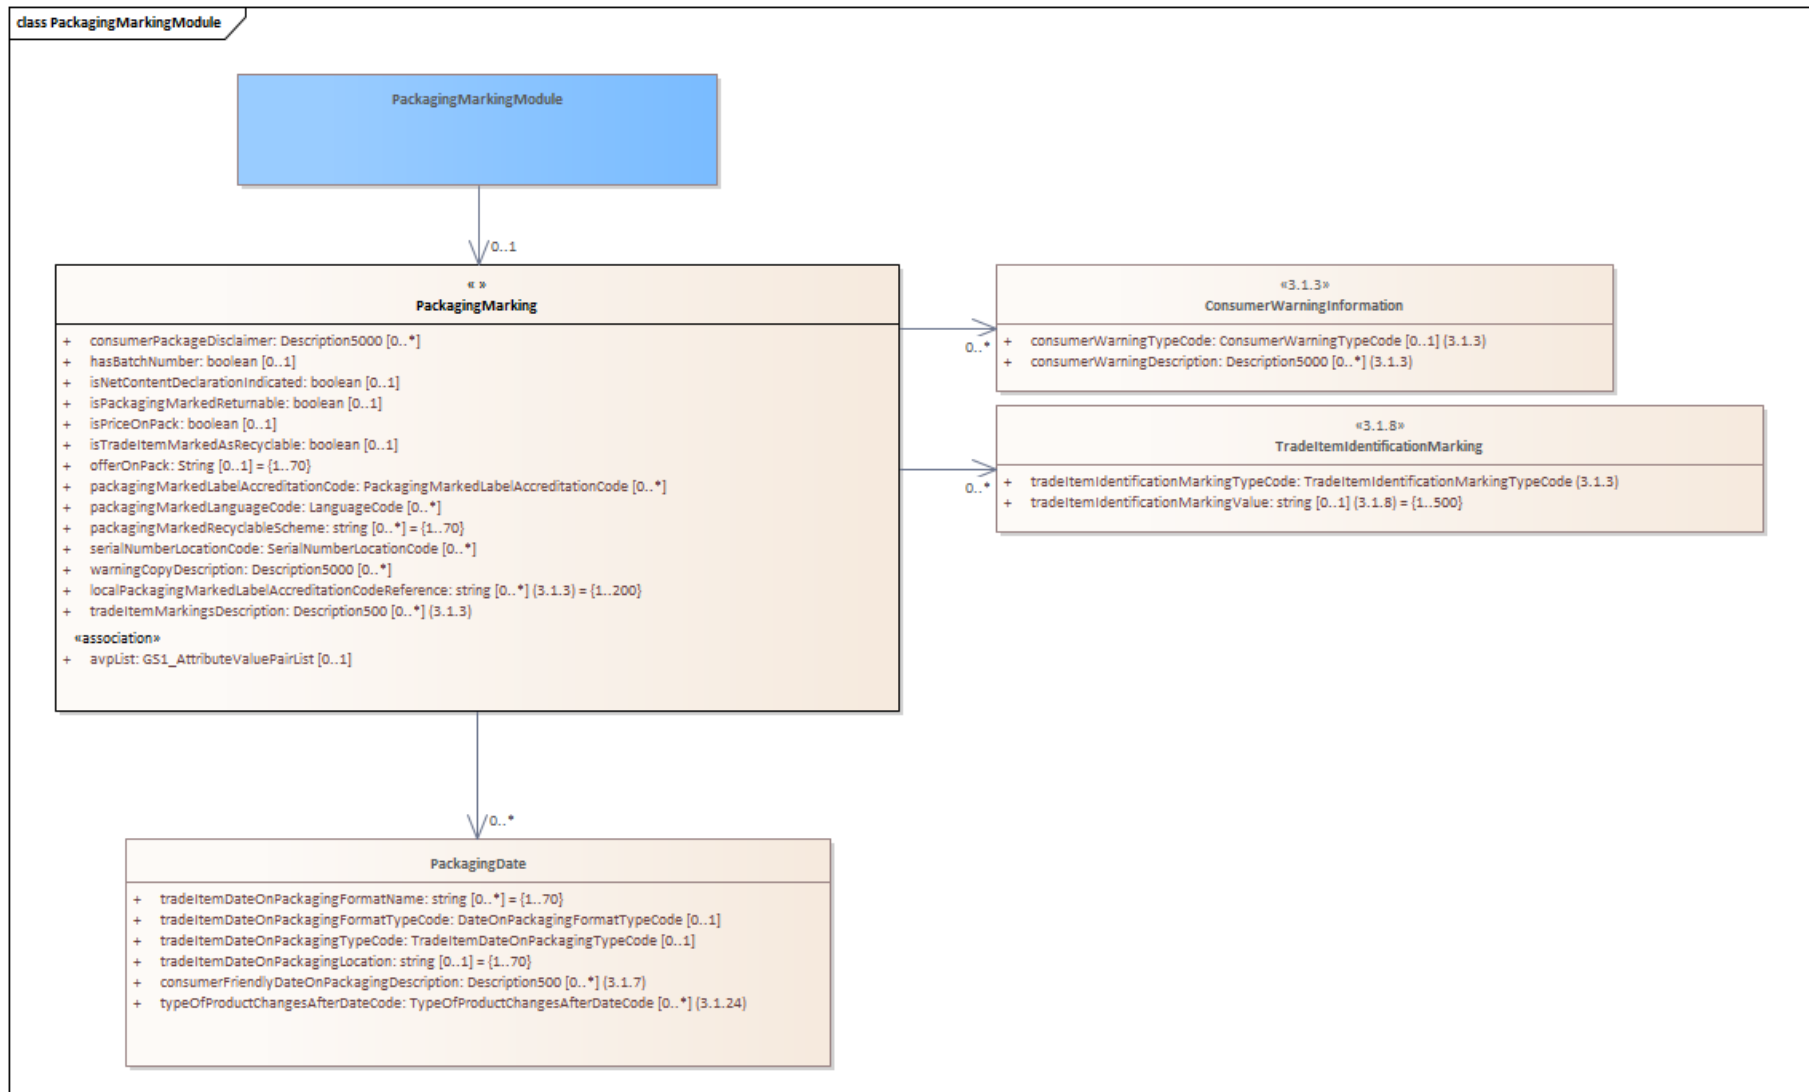 class PackagingMarkingModule
PackagingMarkingModule
0..1
« »
PackagingMarking
+ consumerPackageDisclaimer: Description5000 [0..*]
+ hasBatchNumber: boolean [0..1]
+ isNetContentDeclarationIndicated: boolean [0..1]
+ isPackagingMarkedReturnable: boolean [0..1]
+ isPriceOnPack: boolean [0..1]
+ isTradeItemMarkedAsRecyclable: boolean [0..1]
+ offerOnPack: String [0..1] = {1..70}
+ packagingMarkedLabelAccreditationCode: PackagingMarkedLabelAccreditationCode [0..*]
+ packagingMarkedLanguageCode: LanguageCode [0..*]
+ packagingMarkedRecyclableScheme: string [0..*] = {1..70}
+ serialNumberLocationCode: SerialNumberLocationCode [0..*]
+ warningCopyDescription: Description5000 [0..*]
+ localPackagingMarkedLabelAccreditationCodeReference: string [0..*] (3.1.3) = {1..200}
+ tradeItemMarkingsDescription: Description500 [0..*] (3.1.3)
«association»
+ avpList: GS1_AttributeValuePairList [0..1]
0..*
«3.1.3»
ConsumerWarningInformation
+ consumerWarningTypeCode: ConsumerWarningTypeCode [0..1] (3.1.3)
+ consumerWarningDescription: Description5000 [0..*] (3.1.3)
0..*
«3.1.8»
TradeItemIdentificationMarking
+ tradeItemIdentificationMarkingTypeCode: TradeItemIdentificationMarkingTypeCode (3.1.3)
+ tradeItemIdentificationMarkingValue: string [0..1] (3.1.8) = {1..500}
0..*
PackagingDate
+ tradeItemDateOnPackagingFormatName: string [0..*] = {1..70}
+ tradeItemDateOnPackagingFormatTypeCode: DateOnPackagingFormatTypeCode [0..1]
+ tradeItemDateOnPackagingTypeCode: TradeItemDateOnPackagingTypeCode [0..1]
+ tradeItemDateOnPackagingLocation: string [0..1] = {1..70}
+ consumerFriendlyDateOnPackagingDescription: Description500 [0..*] (3.1.7)
+ typeOfProductChangesAfterDateCode: TypeOfProductChangesAfterDateCode [0..*] (3.1.24)